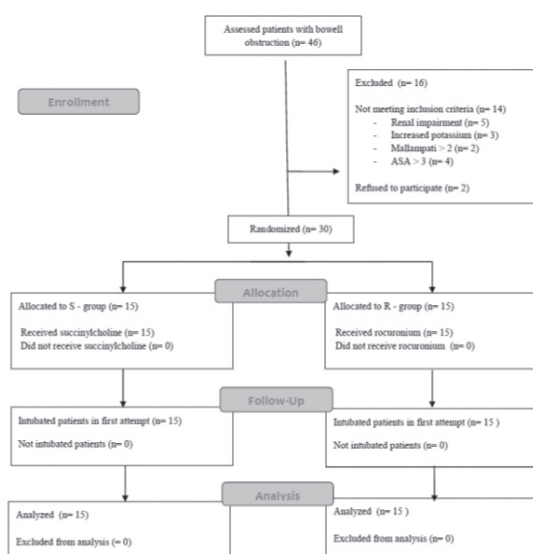 Assessed patients with bowell
obstruction (n= 46)
Enrollment
Excluded (n= 16)
Not meeting inclusion criteria (n= 14)
- Renal impairment (n= 5)
- Increased potassium (n= 3)
- Mallampati > 2 (n= 2)
- ASA > 3 (n= 4)
Refused to participate (n= 2)
Randomized (n= 30)
Allocation
Allocated to S - group (n= 15)
Received succinylcholine (n= 15)
Did not receive succinylcholine (n= 0)
Allocated to R - group (n= 15)
Received rocuronium (n= 15)
Did not receive rocuronium (n= 0)
Follow-Up
Intubated patients in first attempt (n= 15)
Not intubated patients (n= 0)
Intubated patients in first attempt (n= 15 )
Not intubated patients (n= 0)
Analysis
Analyzed (n= 15)
Excluded from analysis (= 0)
Analyzed (n= 15 )
Excluded from analysis (n= 0)